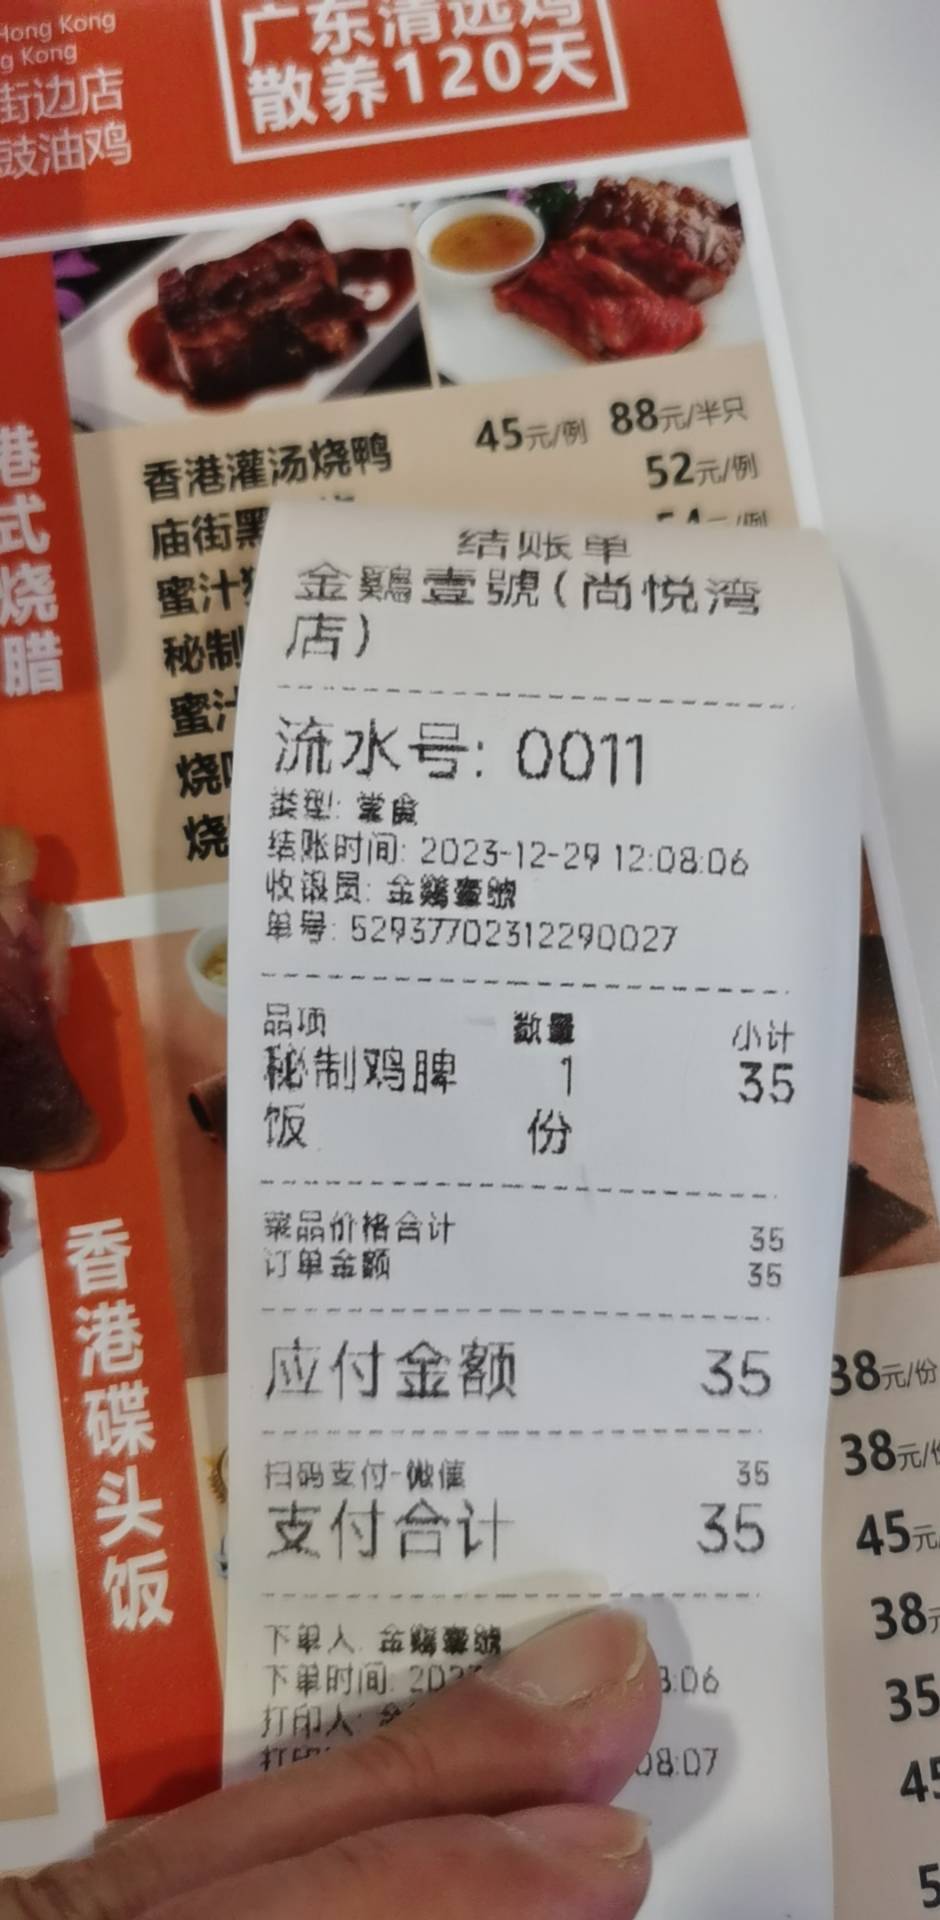 Hong Kong
g Kong
街边店
豉油鸡
广东清远鸡
散养120天
港式烧腊
香港灌汤烧鸭 45元/例 88元/半只
庙街黑 52元/例
蜜汁
秘制
蜜汁
烧味
烧
结账单
金鷄壹號(尚悦湾
店)
流水号: 0011
类型: 堂食
结账时间: 2023-12-29 12:08:06
收银员: 金鷄壹號
单号: 52937702312290027
品项 数量 小计
秘制鸡脾 1 35
饭 份
菜品价格合计 35
订单金额 35
应付金额 35
扫码支付-微信 35
支付合计 35
下单人: 金鷄壹號
下单时间: 202 8:06
打印人:
08:07
香港碟头饭
38元/份
38元/
45元
38
35
45
5